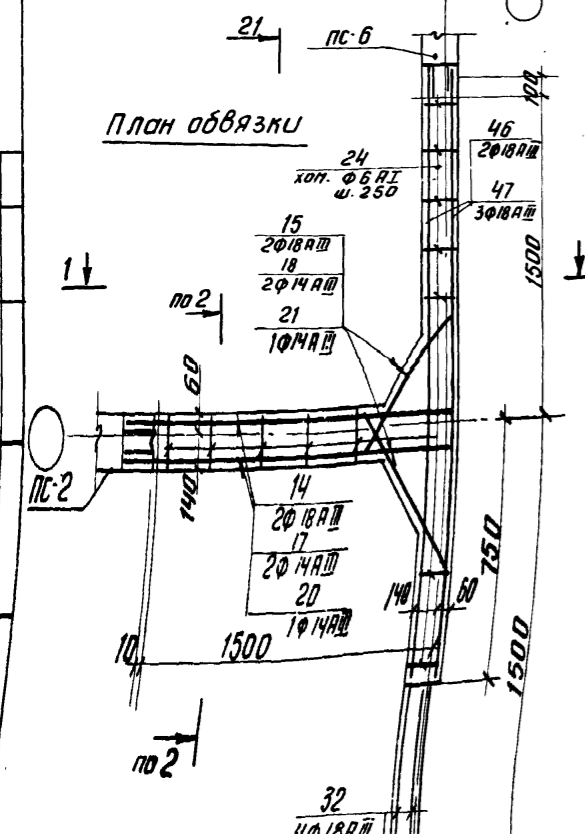 21
ПС-6
План обвязки
100
46
2Ф18АIII
24
хом. Ф6АI
ш. 250
47
3Ф18АIII
15
2Ф18АIII
18
2Ф14АIII
21
1Ф14АIII
1500
1
по 2
60
140
ПС-2
14
2Ф18АIII
17
2Ф14АIII
20
1Ф14АIII
140
60
750
1500
10
1500
по 2
32
4Ф18АIII